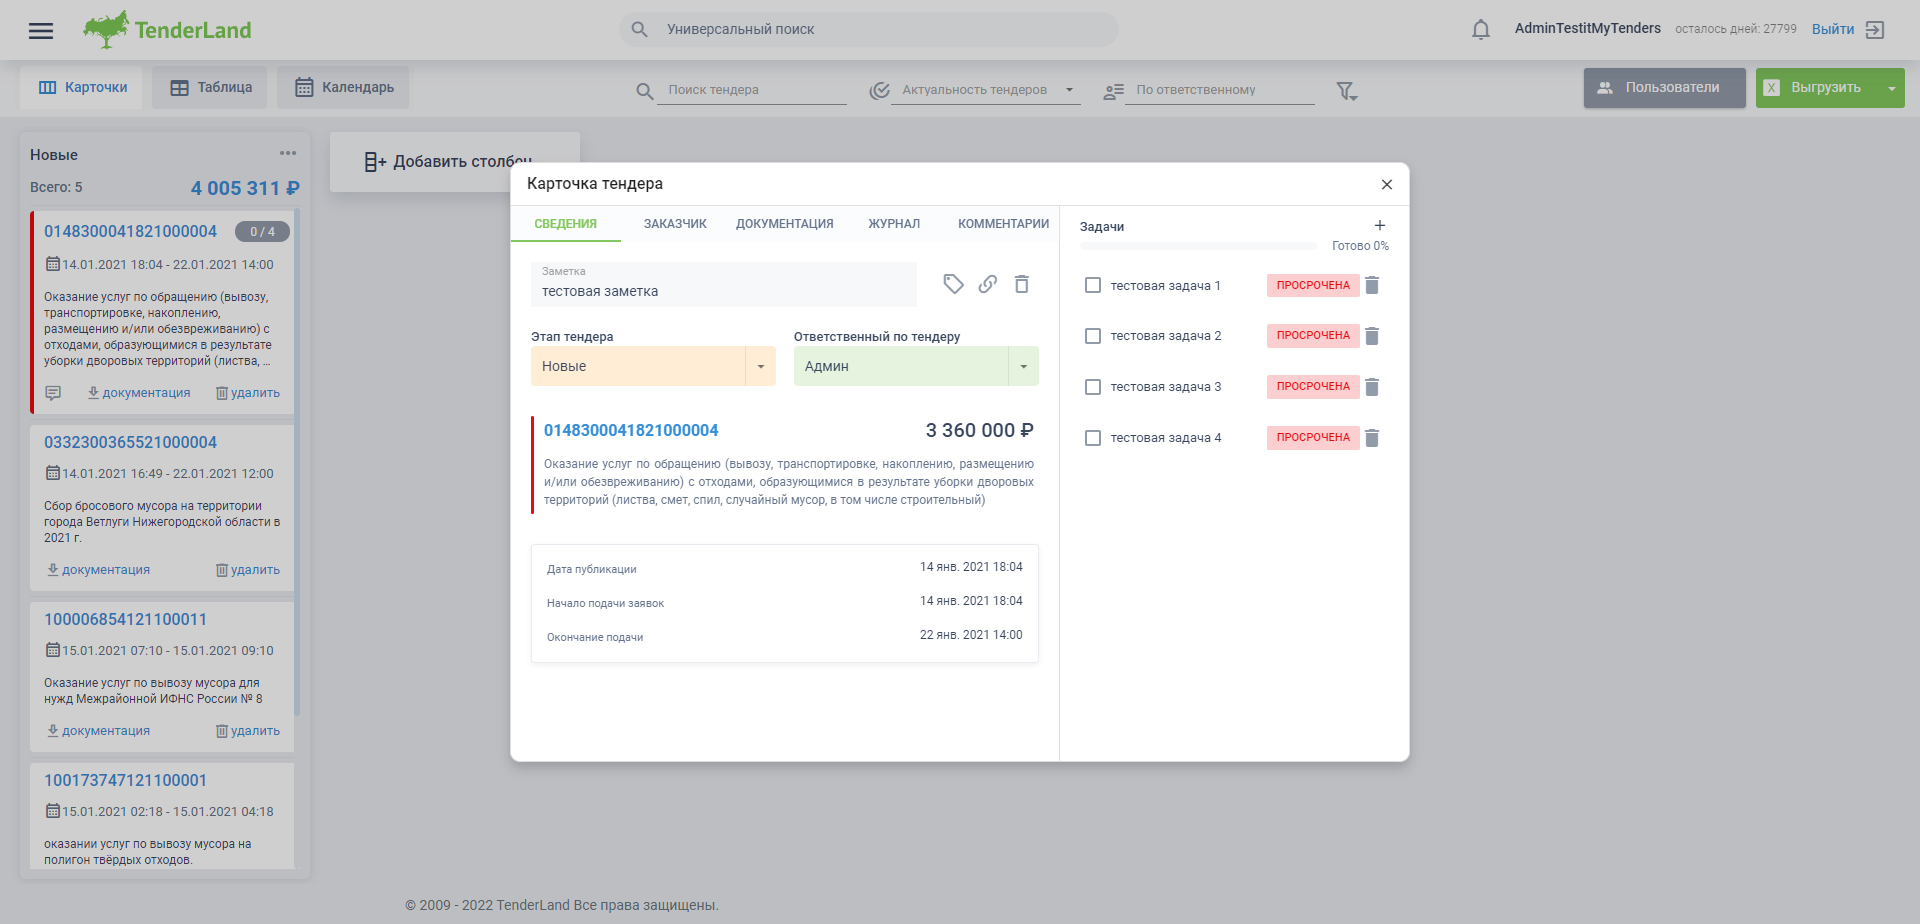 TenderLand
Универсальный поиск
AdminTestitMyTenders
осталось дней: 27799
Выйти
Карточки
Таблица
Календарь
Поиск тендера
Актуальность тендеров
По ответственному
Пользователи
X
Выгрузить
Новые
Всего: 5
4 005 311 ₽
0148300041821000004
0 / 4
14.01.2021 18:04 - 22.01.2021 14:00
Оказание услуг по обращению (вывозу,
транспортировке, накоплению,
размещению и/или обезвреживанию) с
отходами, образующимися в результате
уборки дворовых территорий (листва, ...
документация
удалить
0332300365521000004
14.01.2021 16:49 - 22.01.2021 12:00
Сбор бросового мусора на территории
города Ветлуги Нижегородской области в
2021 г.
документация
удалить
100006854121100011
15.01.2021 07:10 - 15.01.2021 09:10
Оказание услуг по вывозу мусора для
нужд Межрайонной ИФНС России № 8
документация
удалить
100173747121100001
15.01.2021 02:18 - 15.01.2021 04:18
оказании услуг по вывозу мусора на
полигон твёрдых отходов.
Добавить столбец
Карточка тендера
СВЕДЕНИЯ
ЗАКАЗЧИК
ДОКУМЕНТАЦИЯ
ЖУРНАЛ
КОММЕНТАРИИ
Заметка
тестовая заметка
Этап тендера
Новые
Ответственный по тендеру
Админ
0148300041821000004
3 360 000 ₽
Оказание услуг по обращению (вывозу, транспортировке, накоплению, размещению
и/или обезвреживанию) с отходами, образующимися в результате уборки дворовых
территорий (листва, смет, спил, случайный мусор, в том числе строительный)
Дата публикации
14 янв. 2021 18:04
Начало подачи заявок
14 янв. 2021 18:04
Окончание подачи
22 янв. 2021 14:00
Задачи
Готово 0%
тестовая задача 1
ПРОСРОЧЕНА
тестовая задача 2
ПРОСРОЧЕНА
тестовая задача 3
ПРОСРОЧЕНА
тестовая задача 4
ПРОСРОЧЕНА
© 2009 - 2022 TenderLand Все права защищены.